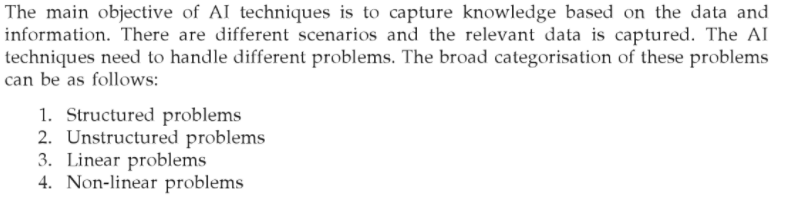 The main objective of AI techniques is to capture knowledge based on the data and
information. There are different scenarios and the relevant data is captured. The AI
techniques need to handle different problems. The broad categorisation of these problems
can be as follows:
1. Structured problems
2. Unstructured problems
3. Linear problems
4. Non-linear problems